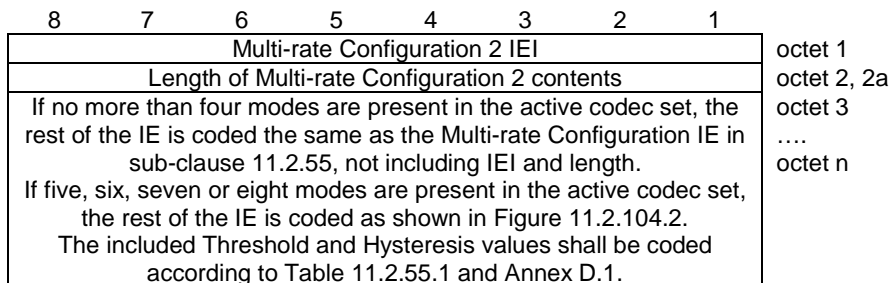 8 7 6 5 4 3 2 1
Multi-rate Configuration 2 IEI octet 1
Length of Multi-rate Configuration 2 contents octet 2, 2a
If no more than four modes are present in the active codec set, the octet 3
rest of the IE is coded the same as the Multi-rate Configuration IE in ….
sub-clause 11.2.55, not including IEI and length. octet n
If five, six, seven or eight modes are present in the active codec set,
the rest of the IE is coded as shown in Figure 11.2.104.2.
The included Threshold and Hysteresis values shall be coded
according to Table 11.2.55.1 and Annex D.1.